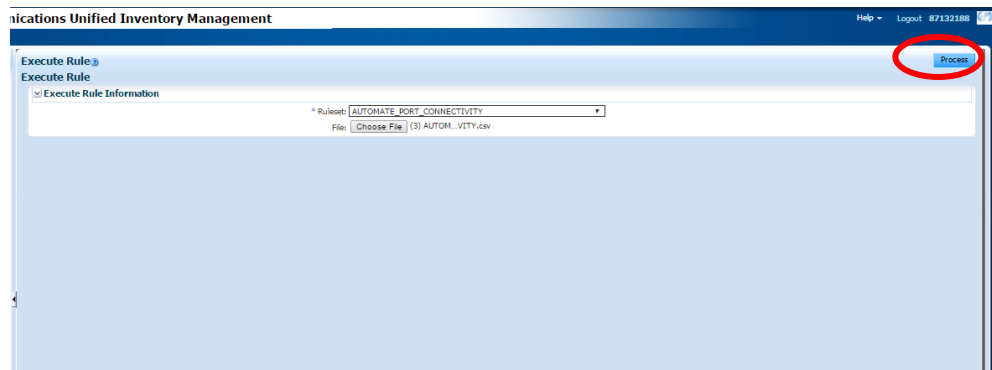 nications Unified Inventory Management
Help Logout 87132188
Execute Rule
Process
Execute Rule
Execute Rule Information
* Ruleset: AUTOMATE_PORT_CONNECTIVITY
File: Choose File (3) AUTOM...VITY.csv